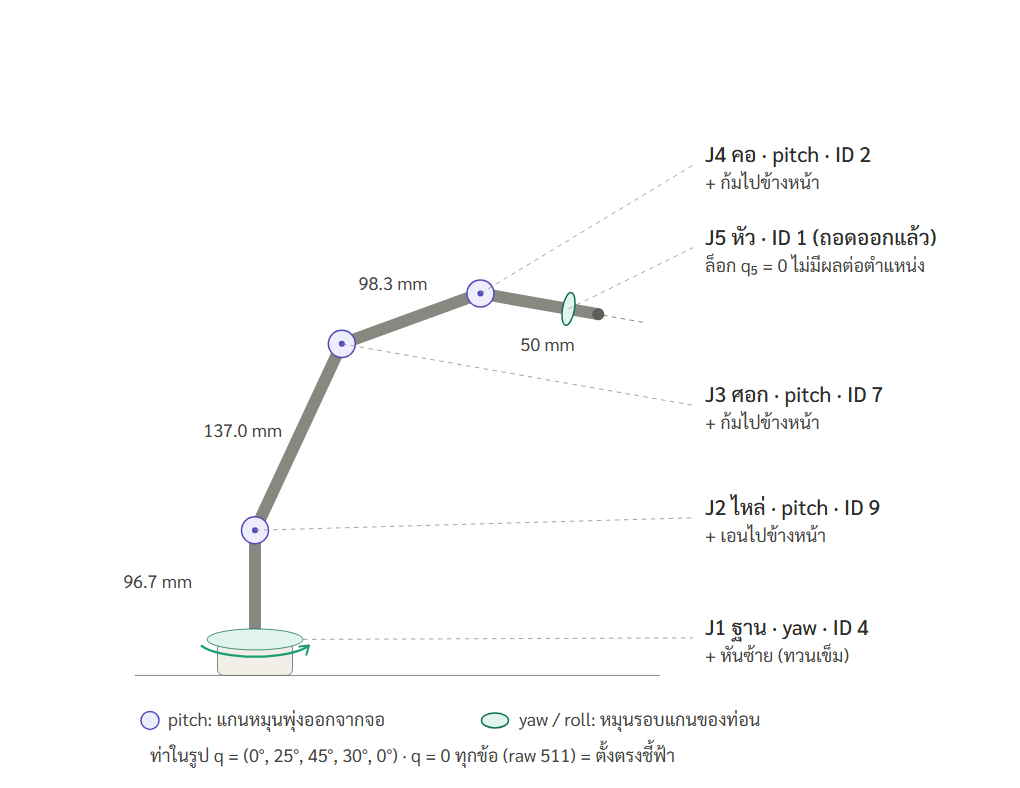 J4 คอ · pitch · ID 2
+ ก้มไปข้างหน้า
J5 หัว · ID 1 (ถอดออกแล้ว)
ล็อก q₅ = 0 ไม่มีผลต่อตำแหน่ง
98.3 mm
50 mm
J3 ศอก · pitch · ID 7
+ ก้มไปข้างหน้า
137.0 mm
J2 ไหล่ · pitch · ID 9
+ เอนไปข้างหน้า
96.7 mm
J1 ฐาน · yaw · ID 4
+ หันซ้าย (ทวนเข็ม)
pitch: แกนหมุนพุ่งออกจากจอ
yaw / roll: หมุนรอบแกนของท่อน
ท่าในรูป q = (0°, 25°, 45°, 30°, 0°) · q = 0 ทุกข้อ (raw 511) = ตั้งตรงชี้ฟ้า